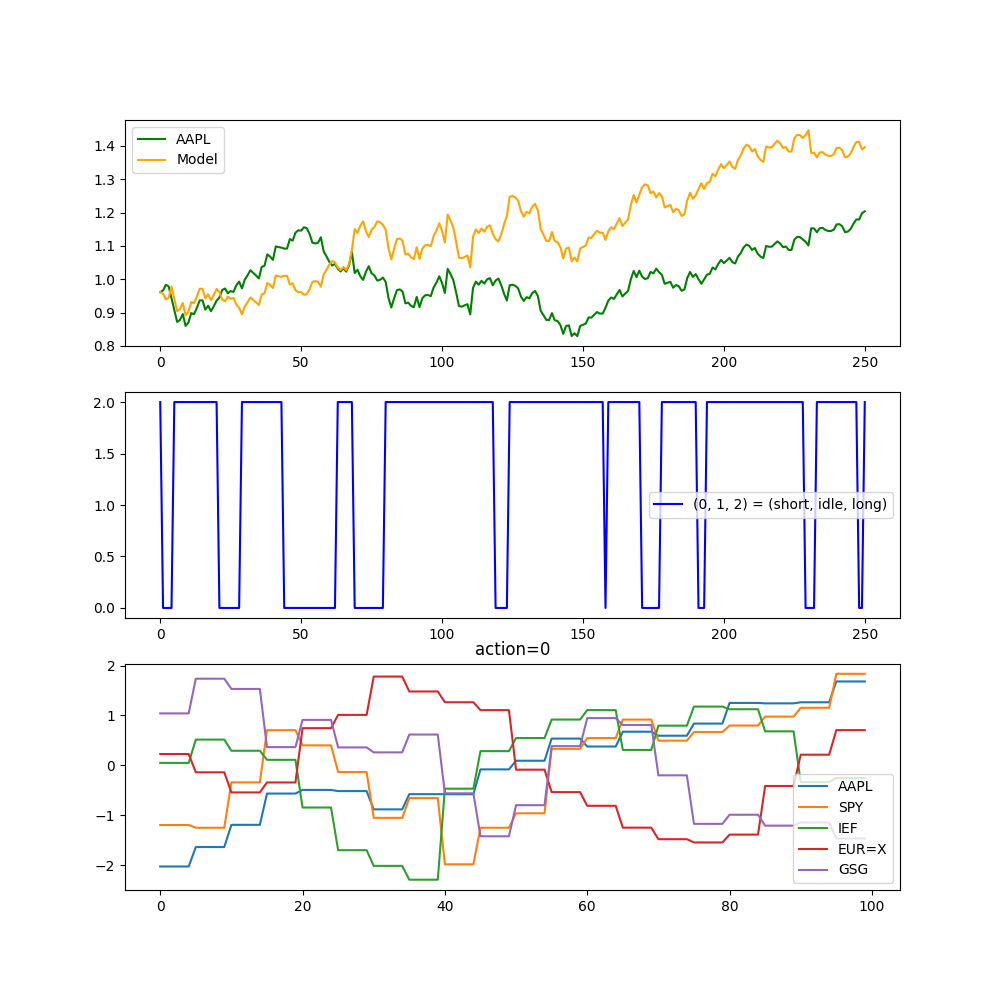 AAPL
Model
1.4
1.3
1.2
1.1
1.0
0.9
0.8
0 50 100 150 200 250
2.0
1.5
1.0
0.5
0.0
(0, 1, 2) = (short, idle, long)
0 50 100 150 200 250
action=0
2
1
0
−1
−2
AAPL
SPY
IEF
EUR=X
GSG
0 20 40 60 80 100